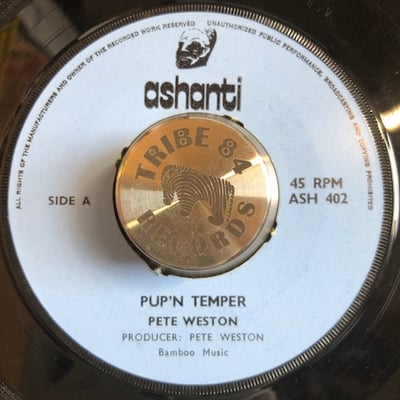 ALL RIGHTS OF THE MANUFACTURERS AND OWNER OF THE RECORDED WORK RESERVED
UNAUTHORIZED PUBLIC PERFORMANCE, BROADCASTING AND COPYING PROHIBITED
ashanti
TRIBE 84
RECORDS
SIDE A
45 RPM
ASH 402
PUP'N TEMPER
PETE WESTON
PRODUCER: PETE WESTON
Bamboo Music